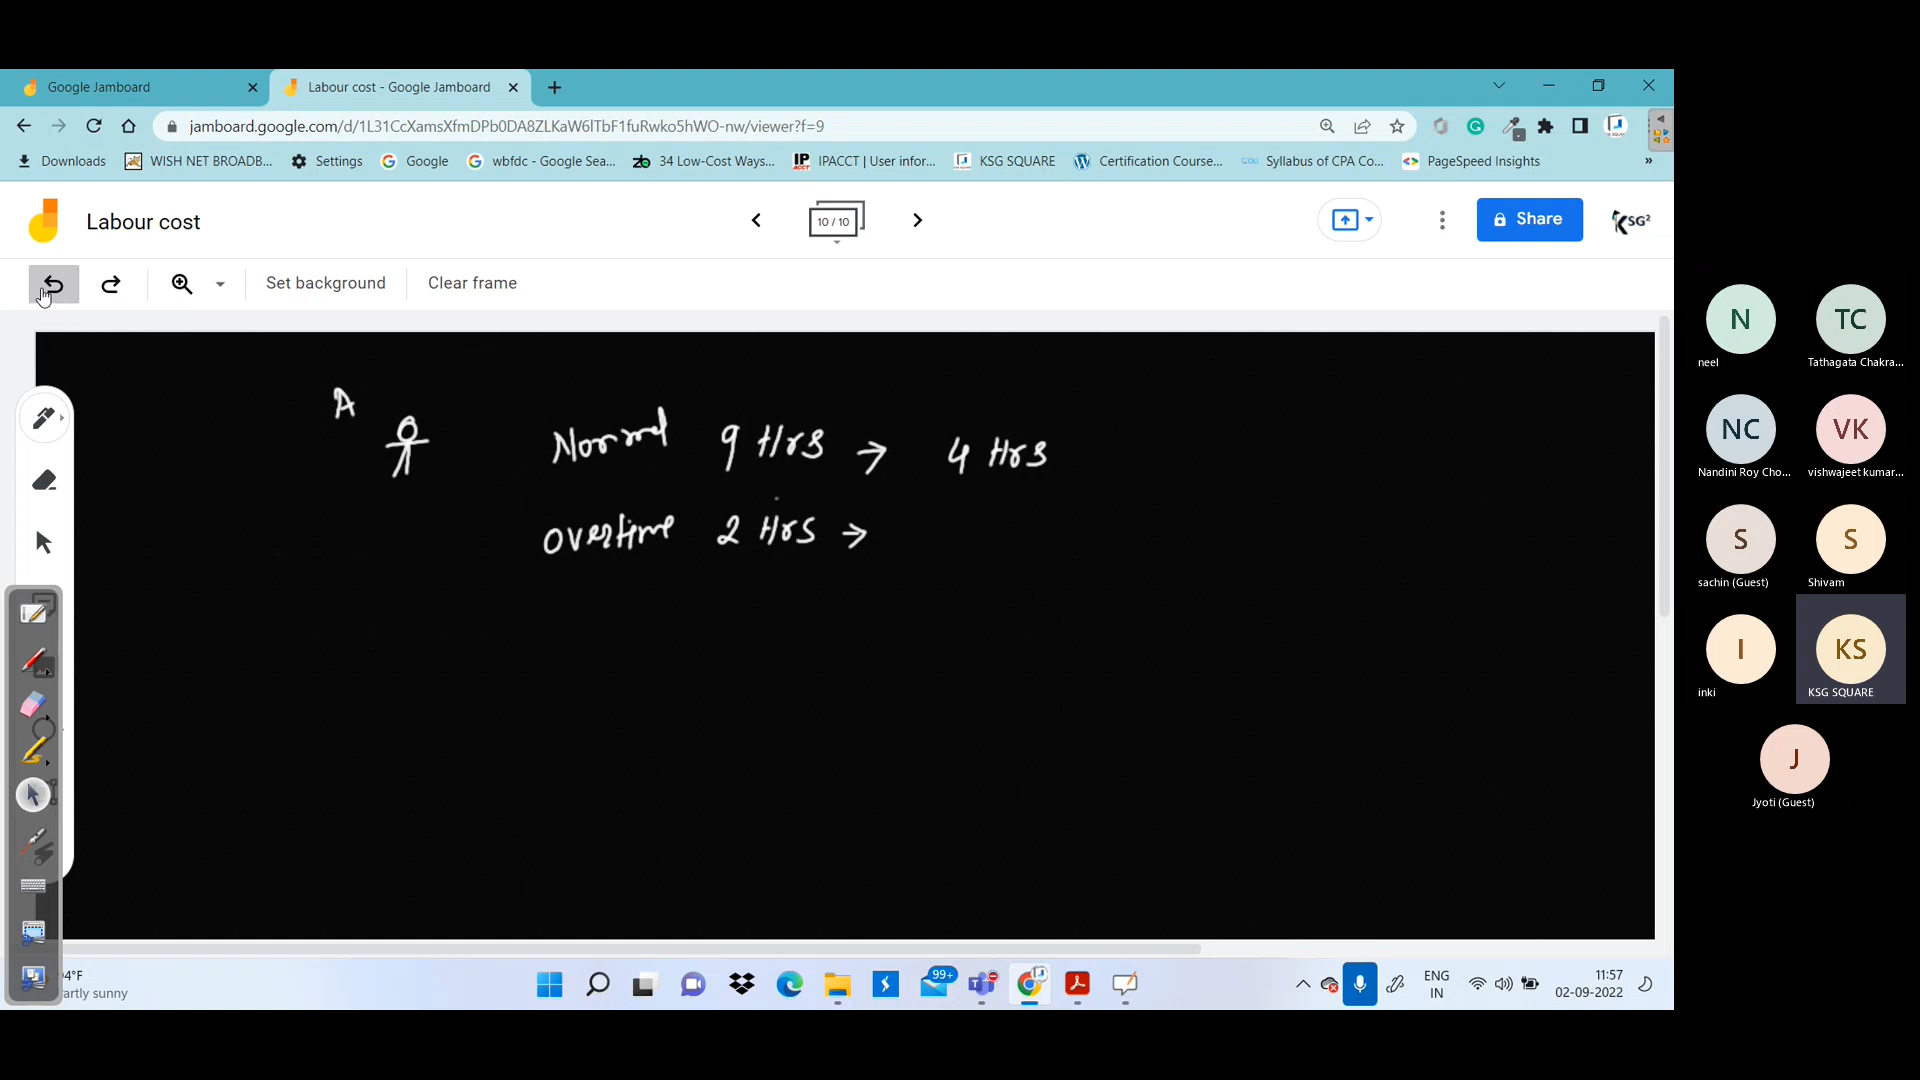 Google Jamboard
Labour cost - Google Jamboard
jamboard.google.com/d/1L31CcXamsXfmDPb0DA8ZLKaW6lTbF1fuRwko5hWO-nw/viewer?f=9
Downloads WISH NET BROADB... Settings Google wbfdc - Google Sea... 34 Low-Cost Ways... IPACCT | User infor... KSG SQUARE Certification Course... Syllabus of CPA Co... PageSpeed Insights »
Labour cost
10 / 10
Share
KSG²
Set background
Clear frame
A
Normal 9 Hrs → 4 Hrs
overtime 2 Hrs →
N
neel
TC
Tathagata Chakra...
NC
Nandini Roy Cho...
VK
vishwajeet kumar...
S
sachin (Guest)
S
Shivam
I
inki
KS
KSG SQUARE
J
Jyoti (Guest)
94°F
artly sunny
99+
ENG
IN
11:57
02-09-2022